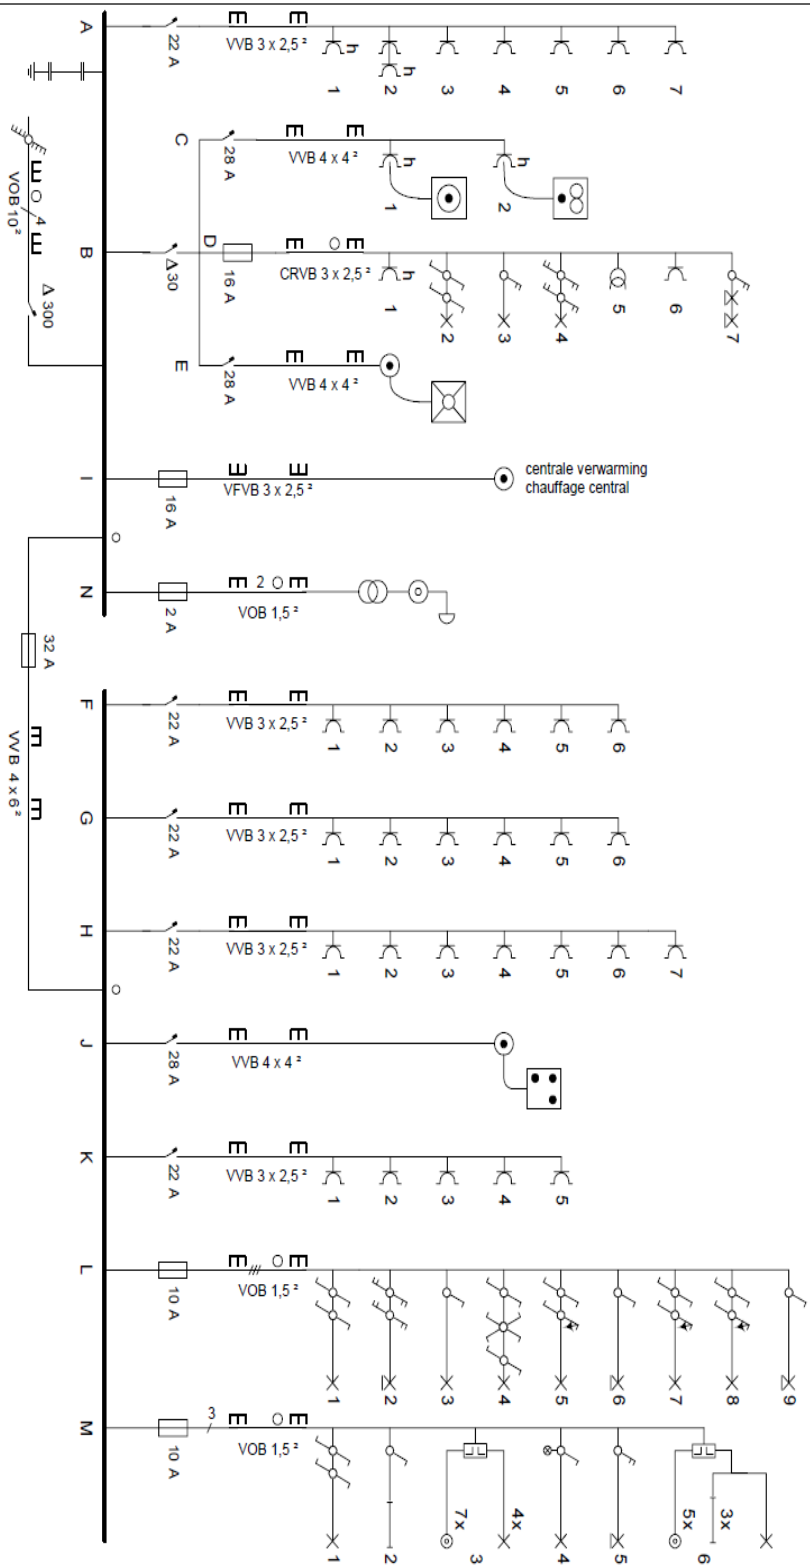 A
22 A
VVB 3 x 2,5 ²
h
h
1
2
3
4
5
6
7
C
28 A
VVB 4 x 4 ²
h
1
h
2
4
VOB 10 ²
Δ 300
B
Δ30
D
16 A
CRVB 3 x 2,5 ²
h
1
2
3
4
5
6
7
E
28 A
VVB 4 x 4 ²
I
16 A
VFVB 3 x 2,5 ²
centrale verwarming
chauffage central
N
2 A
2
VOB 1,5 ²
32 A
VVB 4 x 6 ²
F
22 A
VVB 3 x 2,5 ²
1
2
3
4
5
6
G
22 A
VVB 3 x 2,5 ²
1
2
3
4
5
6
H
22 A
VVB 3 x 2,5 ²
1
2
3
4
5
6
7
J
28 A
VVB 4 x 4 ²
K
22 A
VVB 3 x 2,5 ²
1
2
3
4
5
L
10 A
VOB 1,5 ²
1
2
3
4
5
6
7
8
9
M
10 A
3
VOB 1,5 ²
1
2
7x
4x
3
4
5
5x
3x
6